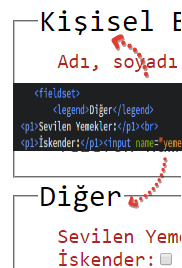 Kişisel B
Adı, soyadı
<fieldset>
<legend>Diğer</legend>
<p1>Sevilen Yemekler:</p1><br>
<p1>İskender:</p1><input name="yeme
Diğer
Sevilen Yeme
İskender: